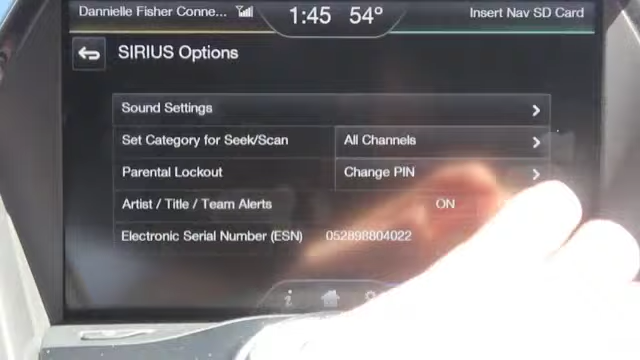 Dannielle Fisher Conne... 1:45 54° Insert Nav SD Card
SIRIUS Options
Sound Settings
Set Category for Seek/Scan All Channels
Parental Lockout Change PIN
Artist / Title / Team Alerts ON
Electronic Serial Number (ESN) 052898804022